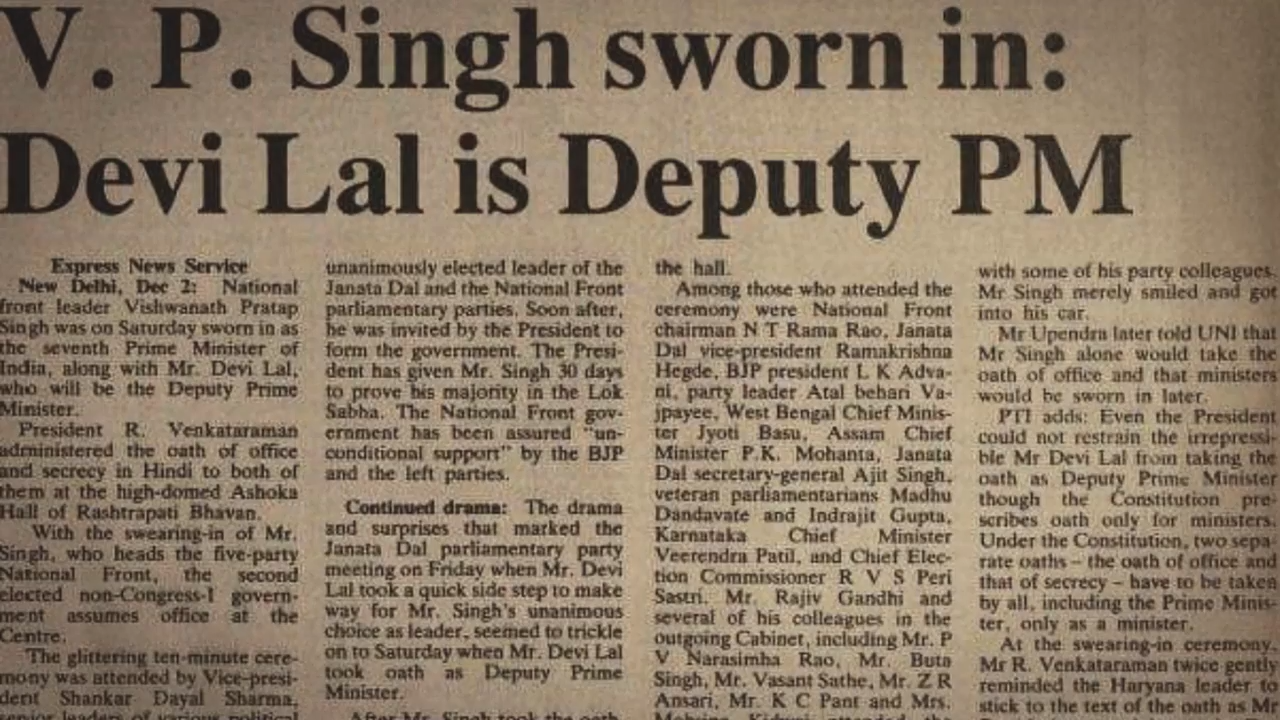 V. P. Singh sworn in:
Devi Lal is Deputy PM
Express News Service
New Delhi, Dec 2: National
front leader Vishwanath Pratap
Singh was on Saturday sworn in as
the seventh Prime Minister of
India, along with Mr. Devi Lal,
who will be the Deputy Prime
Minister.
President R. Venkataraman
administered the oath of office
and secrecy in Hindi to both of
them at the high-domed Ashoka
Hall of Rashtrapati Bhavan.
With the swearing-in of Mr.
Singh, who heads the five-party
National Front, the second
elected non-Congress-I govern-
ment assumes office at the
Centre.
The glittering ten-minute cere-
mony was attended by Vice-presi-
dent Shankar Dayal Sharma,
senior leaders of various political
unanimously elected leader of the
Janata Dal and the National Front
parliamentary parties. Soon after,
he was invited by the President to
form the government. The Presi-
dent has given Mr. Singh 30 days
to prove his majority in the Lok
Sabha. The National Front gov-
ernment has been assured "un-
conditional support" by the BJP
and the left parties.
Continued drama: The drama
and surprises that marked the
Janata Dal parliamentary party
meeting on Friday when Mr. Devi
Lal took a quick side step to make
way for Mr. Singh's unanimous
choice as leader, seemed to trickle
on to Saturday when Mr. Devi Lal
took oath as Deputy Prime
Minister.
After Mr. Singh took the oath
the hall.
Among those who attended the
ceremony were National Front
chairman N T Rama Rao, Janata
Dal vice-president Ramakrishna
Hegde, BJP president L K Adva-
ni, party leader Atal behari Va-
jpayee, West Bengal Chief Minis-
ter Jyoti Basu, Assam Chief
Minister P.K. Mohanta, Janata
Dal secretary-general Ajit Singh,
veteran parliamentarians Madhu
Dandavate and Indrajit Gupta,
Karnataka Chief Minister
Veerendra Patil, and Chief Elec-
tion Commissioner R V S Peri
Sastri. Mr. Rajiv Gandhi and
several of his colleagues in the
outgoing Cabinet, including Mr. P
V Narasimha Rao, Mr. Buta
Singh, Mr. Vasant Sathe, Mr. Z R
Ansari, Mr. K C Pant and Mrs.
Mohsina Kidwai attended the
with some of his party colleagues.
Mr Singh merely smiled and got
into his car.
Mr Upendra later told UNI that
Mr Singh alone would take the
oath of office and that ministers
would be sworn in later.
PTI adds: Even the President
could not restrain the irrepressi-
ble Mr Devi Lal from taking the
oath as Deputy Prime Minister
though the Constitution pre-
scribes oath only for ministers.
Under the Constitution, two sepa-
rate oaths – the oath of office and
that of secrecy – have to be taken
by all, including the Prime Minis-
ter, only as a minister.
At the swearing-in ceremony,
Mr R. Venkataraman twice gently
reminded the Haryana leader to
stick to the text of the oath as Mr